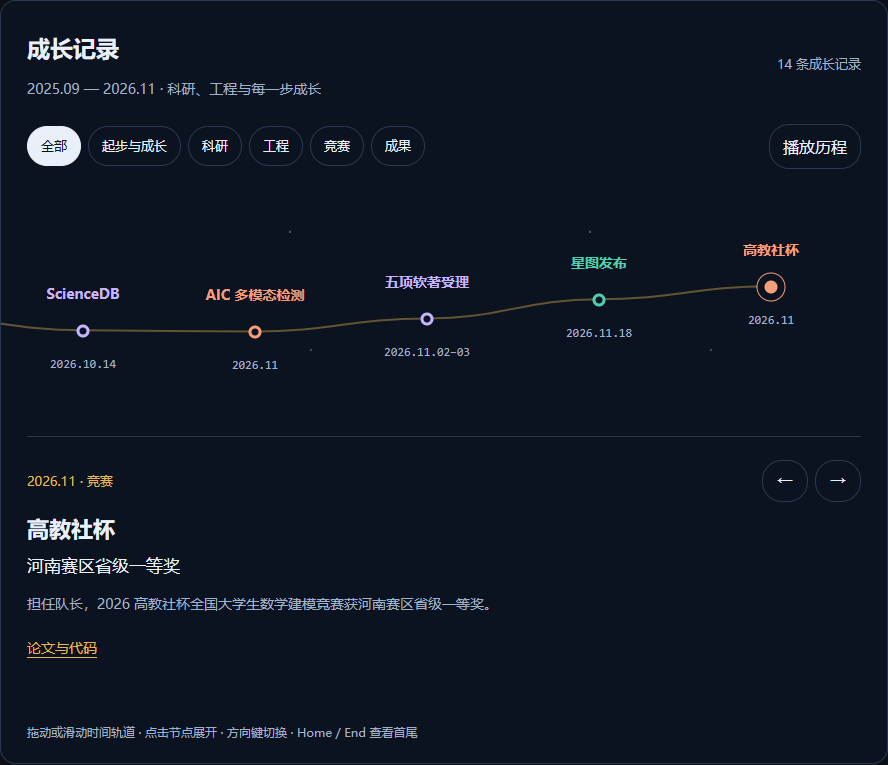 成长记录
14 条成长记录
2025.09 — 2026.11 · 科研、工程与每一步成长
全部 起步与成长 科研 工程 竞赛 成果 播放历程
ScienceDB
2026.10.14
AIC 多模态检测
2026.11
五项软著受理
2026.11.02–03
星图发布
2026.11.18
高教社杯
2026.11
2026.11 · 竞赛
← →
高教社杯
河南赛区省级一等奖
担任队长，2026 高教社杯全国大学生数学建模竞赛获河南赛区省级一等奖。
论文与代码
拖动或滑动时间轨道 · 点击节点展开 · 方向键切换 · Home / End 查看首尾